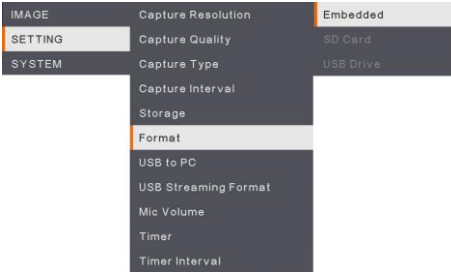 IMAGE
SETTING
SYSTEM
Capture Resolution
Capture Quality
Capture Type
Capture Interval
Storage
Format
USB to PC
USB Streaming Format
Mic Volume
Timer
Timer Interval
Embedded
SD Card
USB Drive